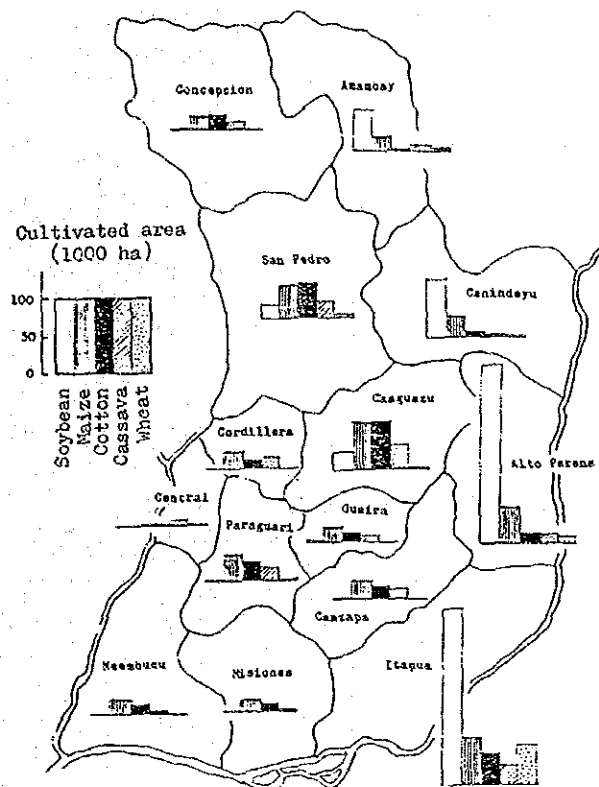 Concepcion
Amambay
Cultivated area
(1000 ha)
100
50
0
Soybean
Maize
Cotton
Cassava
Wheat
San Pedro
Canindeyu
Caaguazu
Cordillera
Alto Parana
Central
Paraguari
Guaira
Caazapa
Neembucu
Misiones
Itapua